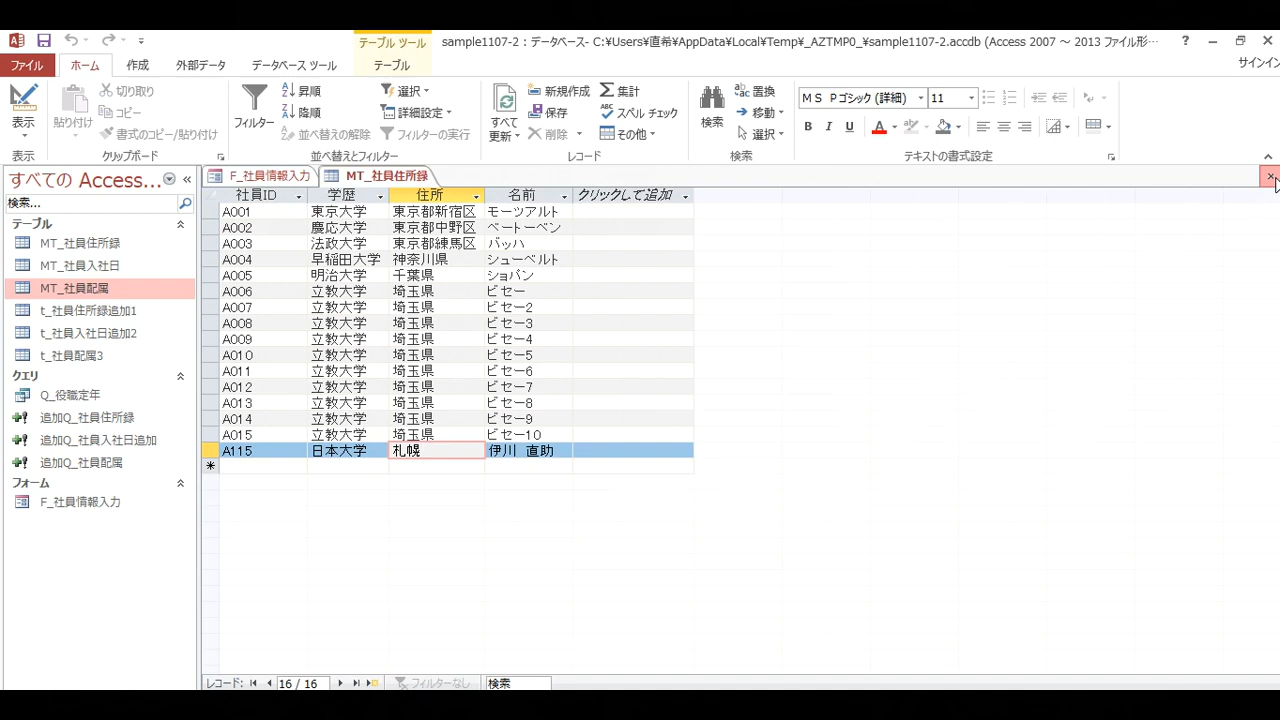 sample1107-2 : データベース- C:¥Users¥直希¥AppData¥Local¥Temp¥_AZTMP0_¥sample1107-2.accdb (Access 2007 ～ 2013 ファイル形…
テーブル ツール
ファイル ホーム 作成 外部データ データベース ツール テーブル サインイン
表示 貼り付け 切り取り コピー 書式のコピー/貼り付け
フィルター 昇順 降順 並べ替えの解除 選択 詳細設定 フィルターの実行
すべて 更新 新規作成 保存 削除 集計 スペル チェック その他
検索 置換 移動 選択
ＭＳ Ｐゴシック (詳細) 11
B I U A
表示 クリップボード 並べ替えとフィルター レコード 検索 テキストの書式設定
すべての Access...
検索...
テーブル
MT_社員住所録
MT_社員入社日
MT_社員配属
t_社員住所録追加1
t_社員入社日追加2
t_社員配属3
クエリ
Q_役職定年
追加Q_社員住所録
追加Q_社員入社日追加
追加Q_社員配属
フォーム
F_社員情報入力
F_社員情報入力 MT_社員住所録
社員ID 学歴 住所 名前 クリックして追加
A001 東京大学 東京都新宿区 モーツアルト
A002 慶応大学 東京都中野区 ベートーベン
A003 法政大学 東京都練馬区 バッハ
A004 早稲田大学 神奈川県 シューベルト
A005 明治大学 千葉県 ショパン
A006 立教大学 埼玉県 ビセー
A007 立教大学 埼玉県 ビセー2
A008 立教大学 埼玉県 ビセー3
A009 立教大学 埼玉県 ビセー4
A010 立教大学 埼玉県 ビセー5
A011 立教大学 埼玉県 ビセー6
A012 立教大学 埼玉県 ビセー7
A013 立教大学 埼玉県 ビセー8
A014 立教大学 埼玉県 ビセー9
A015 立教大学 埼玉県 ビセー10
A115 日本大学 札幌 伊川 直助
レコード: 16 / 16 フィルターなし 検索